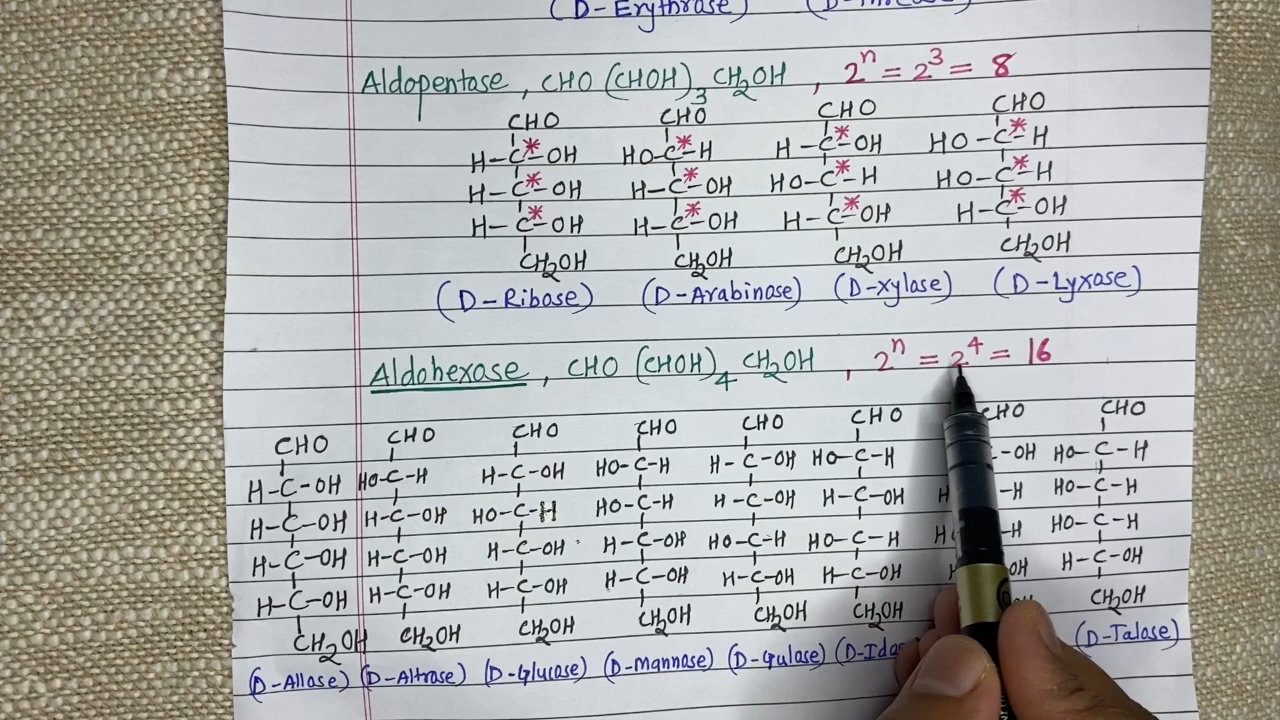 (D-Erythrose)
Aldopentose, CHO (CHOH)3 CH2OH, 2^n = 2^3 = 8
CHO CHO CHO CHO
H-C*-OH HO-C*-H H-C*-OH HO-C*-H
H-C*-OH H-C*-OH HO-C*-H HO-C*-H
H-C*-OH H-C*-OH H-C*-OH H-C*-OH
CH2OH CH2OH CH2OH CH2OH
(D-Ribose) (D-Arabinose) (D-Xylose) (D-Lyxose)
Aldohexose, CHO (CHOH)4 CH2OH, 2^n = 2^4 = 16
CHO CHO CHO CHO CHO CHO CHO CHO
H-C-OH HO-C-H H-C-OH HO-C-H H-C-OH HO-C-H -OH HO-C-H
H-C-OH H-C-OH HO-C-H HO-C-H H-C-OH H-C-OH H -H HO-C-H
H-C-OH H-C-OH H-C-OH H-C-OH HO-C-H HO-C-H H -H HO-C-H
H-C-OH H-C-OH H-C-OH H-C-OH H-C-OH H-C-OH OH H-C-OH
CH2OH CH2OH CH2OH CH2OH CH2OH CH2OH CH2OH
(D-Allose) (D-Altrose) (D-Glucose) (D-Mannose) (D-Gulose) (D-Ido (D-Talose)